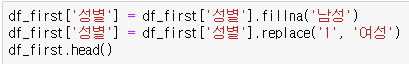 df_first['성별'] = df_first['성별'].fillna('남성')
df_first['성별'] = df_first['성별'].replace('1', '여성')
df_first.head()